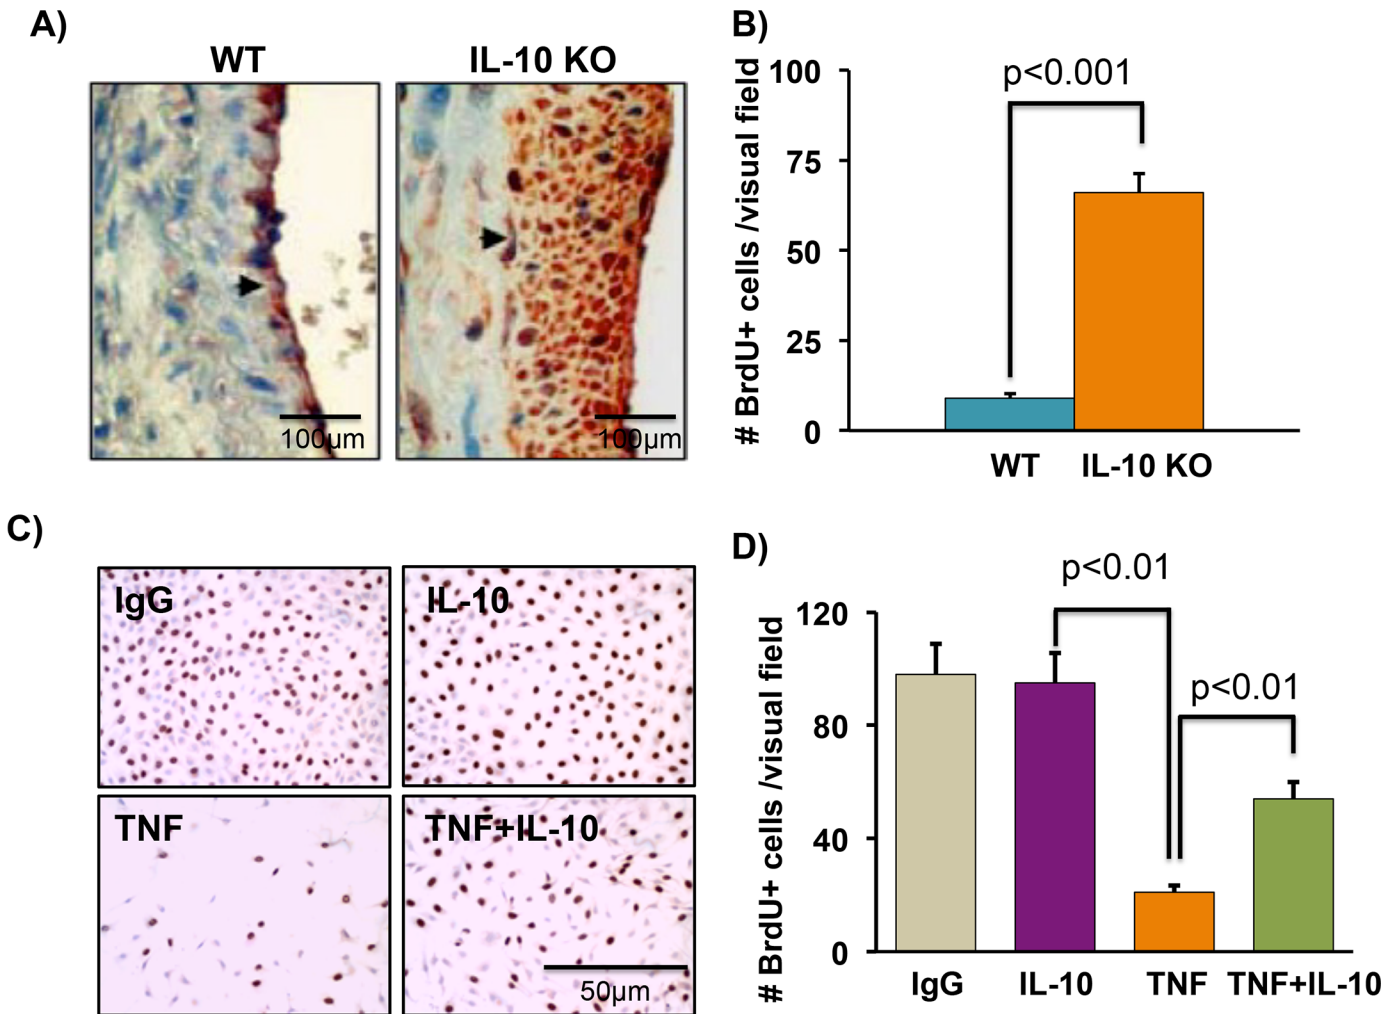 A)
WT
IL-10 KO
100µm
100µm
B)
# BrdU+ cells /visual field
100
75
50
25
0
p<0.001
WT
IL-10 KO
C)
IgG
IL-10
TNF
TNF+IL-10
50µm
D)
# BrdU+ cells /visual field
120
80
40
0
p<0.01
p<0.01
IgG
IL-10
TNF
TNF+IL-10